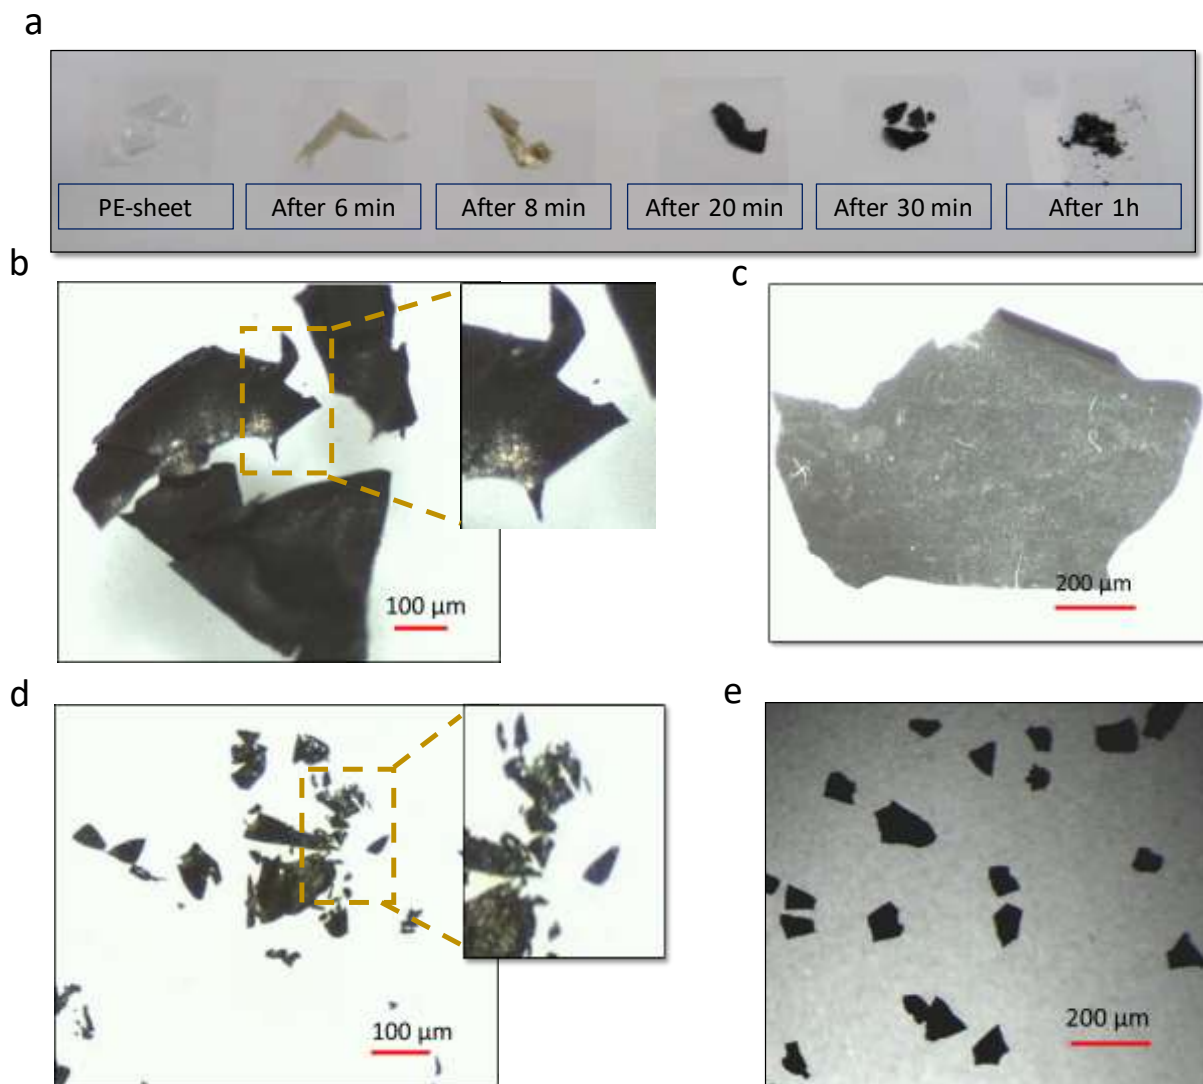 a
PE-sheet
After 6 min
After 8 min
After 20 min
After 30 min
After 1h
b
c
100 µm
200 µm
d
e
100 µm
200 µm